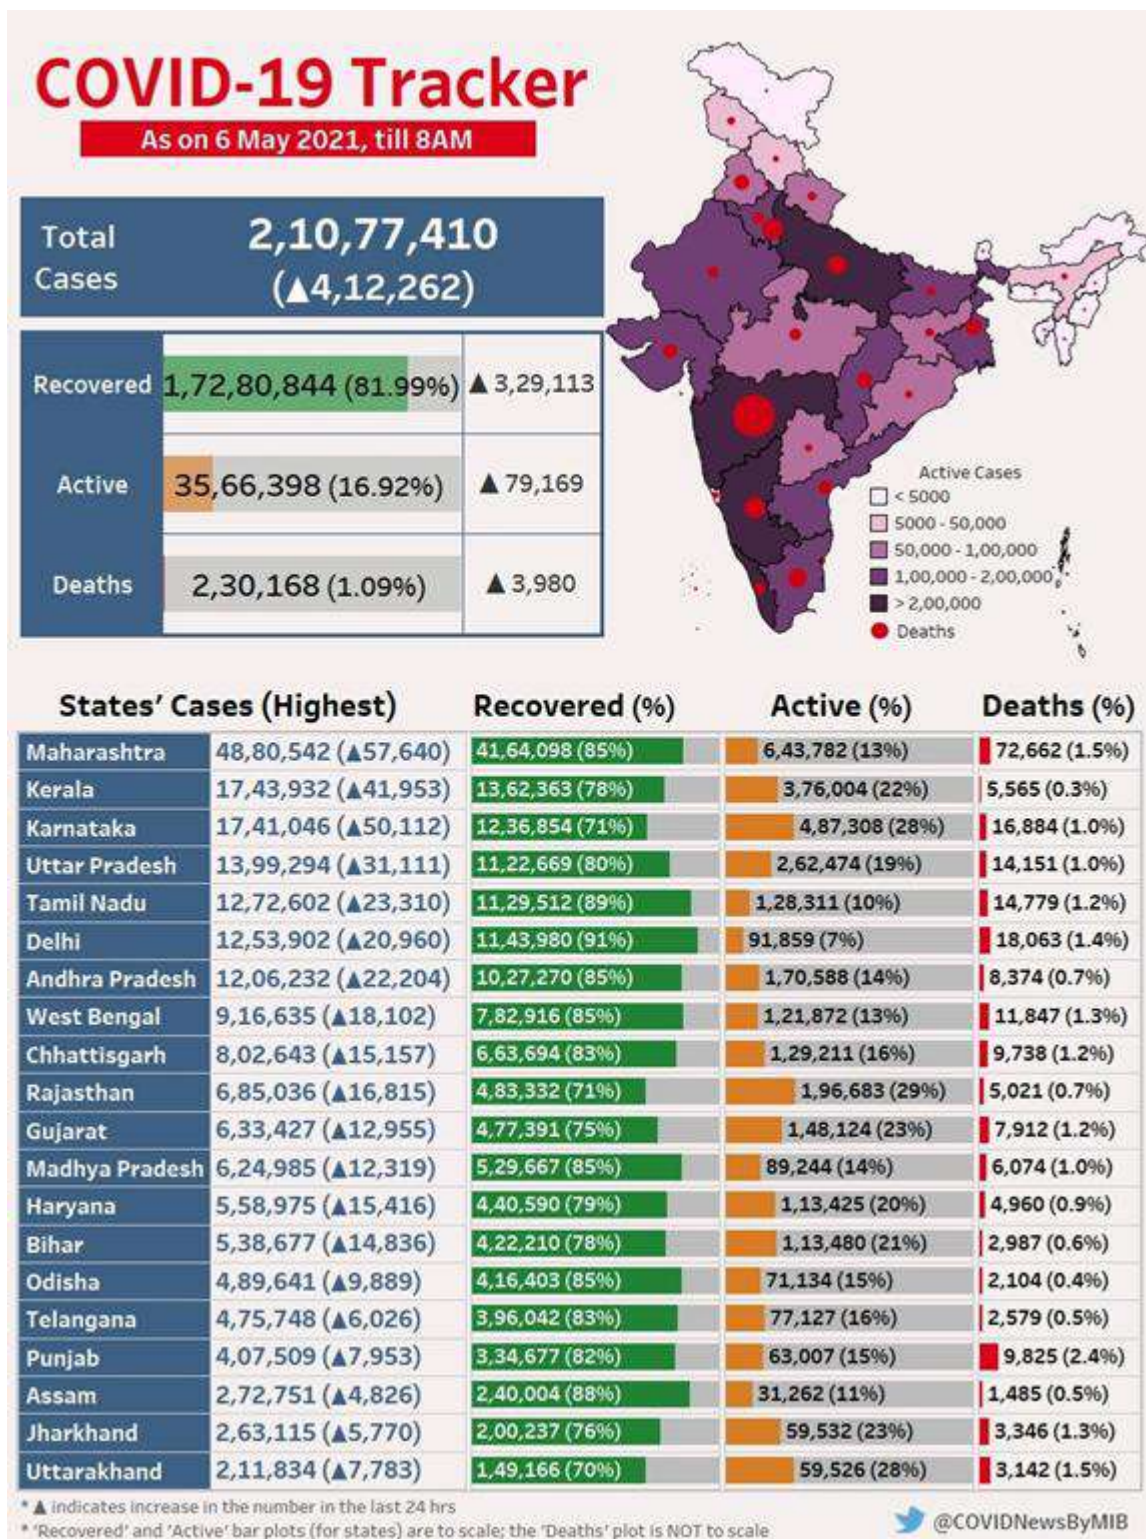 COVID-19 Tracker
As on 6 May 2021, till 8AM
Total Cases
2,10,77,410
(▲4,12,262)
Recovered 1,72,80,844 (81.99%) ▲ 3,29,113
Active 35,66,398 (16.92%) ▲ 79,169
Deaths 2,30,168 (1.09%) ▲ 3,980
Active Cases
< 5000
5000 - 50,000
50,000 - 1,00,000
1,00,000 - 2,00,000
> 2,00,000
Deaths
States' Cases (Highest) Recovered (%) Active (%) Deaths (%)
Maharashtra 48,80,542 (▲57,640) 41,64,098 (85%) 6,43,782 (13%) 72,662 (1.5%)
Kerala 17,43,932 (▲41,953) 13,62,363 (78%) 3,76,004 (22%) 5,565 (0.3%)
Karnataka 17,41,046 (▲50,112) 12,36,854 (71%) 4,87,308 (28%) 16,884 (1.0%)
Uttar Pradesh 13,99,294 (▲31,111) 11,22,669 (80%) 2,62,474 (19%) 14,151 (1.0%)
Tamil Nadu 12,72,602 (▲23,310) 11,29,512 (89%) 1,28,311 (10%) 14,779 (1.2%)
Delhi 12,53,902 (▲20,960) 11,43,980 (91%) 91,859 (7%) 18,063 (1.4%)
Andhra Pradesh 12,06,232 (▲22,204) 10,27,270 (85%) 1,70,588 (14%) 8,374 (0.7%)
West Bengal 9,16,635 (▲18,102) 7,82,916 (85%) 1,21,872 (13%) 11,847 (1.3%)
Chhattisgarh 8,02,643 (▲15,157) 6,63,694 (83%) 1,29,211 (16%) 9,738 (1.2%)
Rajasthan 6,85,036 (▲16,815) 4,83,332 (71%) 1,96,683 (29%) 5,021 (0.7%)
Gujarat 6,33,427 (▲12,955) 4,77,391 (75%) 1,48,124 (23%) 7,912 (1.2%)
Madhya Pradesh 6,24,985 (▲12,319) 5,29,667 (85%) 89,244 (14%) 6,074 (1.0%)
Haryana 5,58,975 (▲15,416) 4,40,590 (79%) 1,13,425 (20%) 4,960 (0.9%)
Bihar 5,38,677 (▲14,836) 4,22,210 (78%) 1,13,480 (21%) 2,987 (0.6%)
Odisha 4,89,641 (▲9,889) 4,16,403 (85%) 71,134 (15%) 2,104 (0.4%)
Telangana 4,75,748 (▲6,026) 3,96,042 (83%) 77,127 (16%) 2,579 (0.5%)
Punjab 4,07,509 (▲7,953) 3,34,677 (82%) 63,007 (15%) 9,825 (2.4%)
Assam 2,72,751 (▲4,826) 2,40,004 (88%) 31,262 (11%) 1,485 (0.5%)
Jharkhand 2,63,115 (▲5,770) 2,00,237 (76%) 59,532 (23%) 3,346 (1.3%)
Uttarakhand 2,11,834 (▲7,783) 1,49,166 (70%) 59,526 (28%) 3,142 (1.5%)
* ▲ indicates increase in the number in the last 24 hrs
* 'Recovered' and 'Active' bar plots (for states) are to scale; the 'Deaths' plot is NOT to scale
@COVIDNewsByMIB